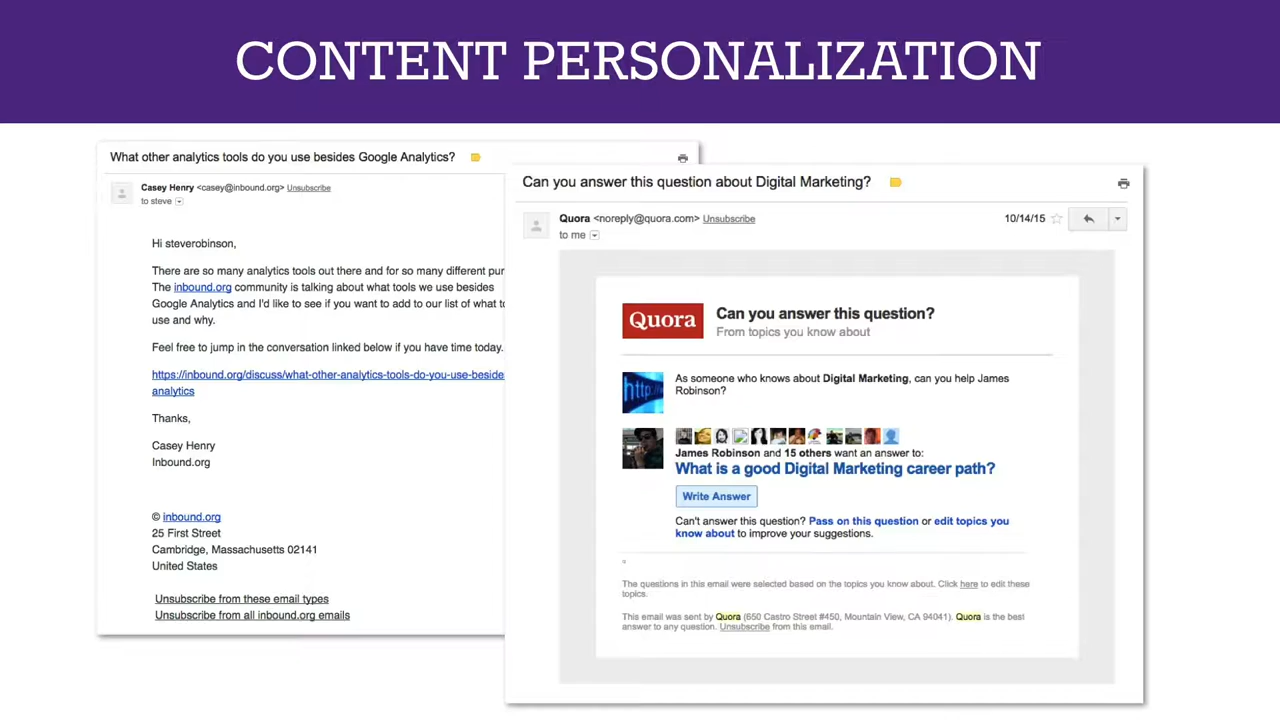 CONTENT PERSONALIZATION
What other analytics tools do you use besides Google Analytics?
Casey Henry <casey@inbound.org> Unsubscribe
to steve
Hi steverobinson,
There are so many analytics tools out there and for so many different
The inbound.org community is talking about what tools we use besides
Google Analytics and I'd like to see if you want to add to our list of what
use and why.
Feel free to jump in the conversation linked below if you have time today.
https://inbound.org/discuss/what-other-analytics-tools-do-you-use-beside
analytics
Thanks,
Casey Henry
Inbound.org
© inbound.org
25 First Street
Cambridge, Massachusetts 02141
United States
Unsubscribe from these email types
Unsubscribe from all inbound.org emails
Can you answer this question about Digital Marketing?
Quora <noreply@quora.com> Unsubscribe
10/14/15
to me
Quora
Can you answer this question?
From topics you know about
http://
As someone who knows about Digital Marketing, can you help James
Robinson?
James Robinson and 15 others want an answer to:
What is a good Digital Marketing career path?
Write Answer
Can't answer this question? Pass on this question or edit topics you
know about to improve your suggestions.
The questions in this email were selected based on the topics you know about. Click here to edit these
topics.
This email was sent by Quora (650 Castro Street #450, Mountain View, CA 94041). Quora is the best
answer to any question. Unsubscribe from this email.